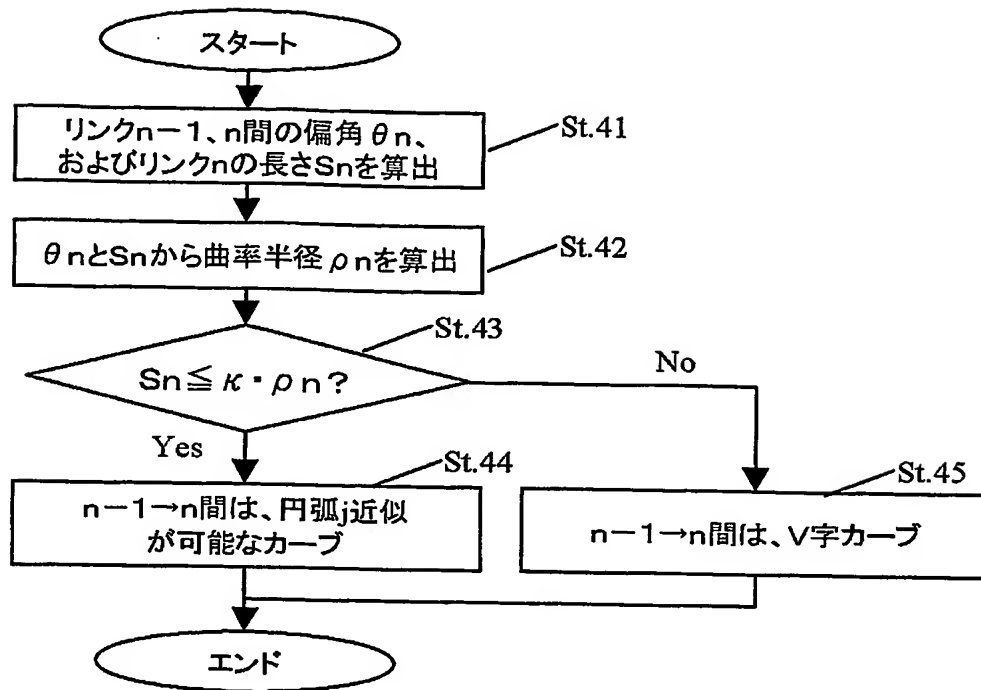 スタート
リンクn-1、n間の偏角θn、
およびリンクnの長さSnを算出
St.41
θnとSnから曲率半径ρnを算出
St.42
St.43
Sn≦κ・ρn?
No
Yes
St.44
n-1→n間は、円弧j近似
が可能なカーブ
St.45
n-1→n間は、V字カーブ
エンド